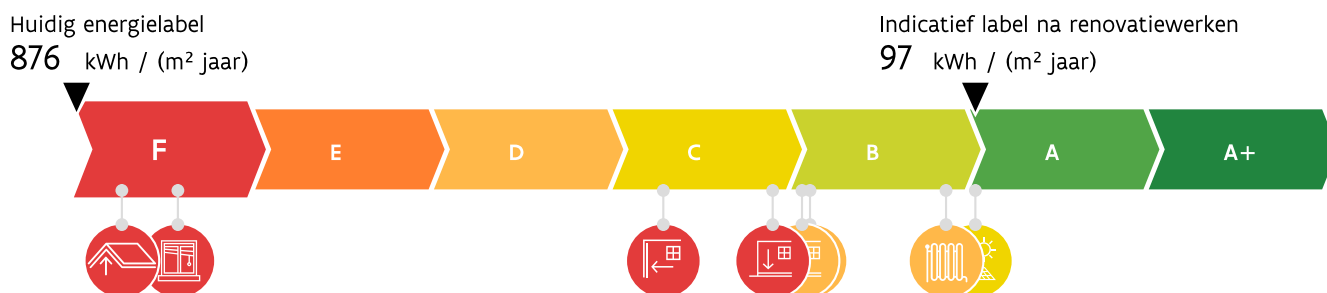 Huidig energielabel
876 kWh / (m² jaar)
Indicatief label na renovatiewerken
97 kWh / (m² jaar)
F E D C B A A+